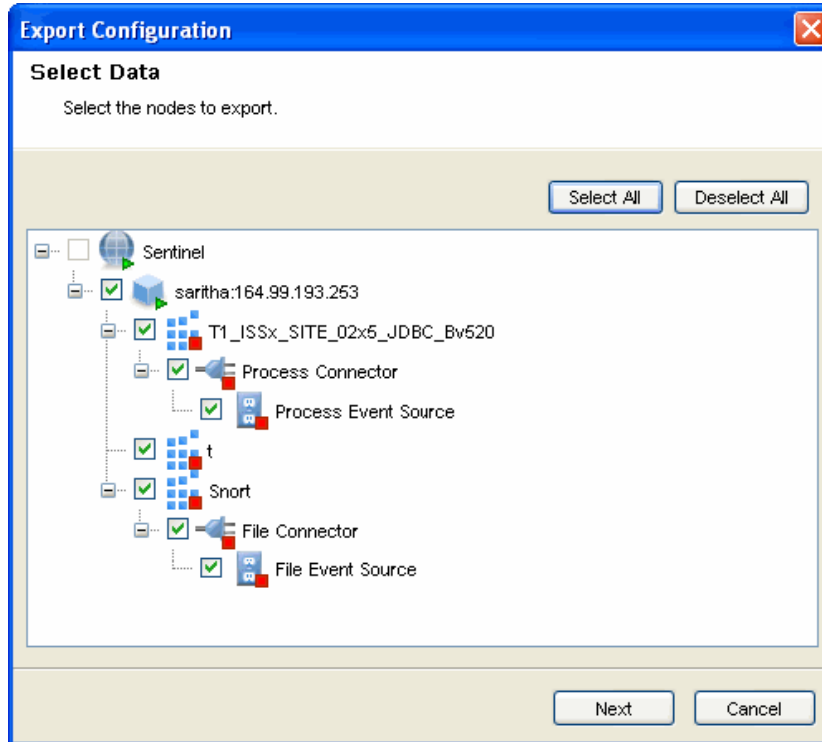 Export Configuration
Select Data
Select the nodes to export.
Select All
Deselect All
Sentinel
saritha:164.99.193.253
T1_ISSx_SITE_02x5_JDBC_Bv520
Process Connector
Process Event Source
t
Snort
File Connector
File Event Source
Next
Cancel